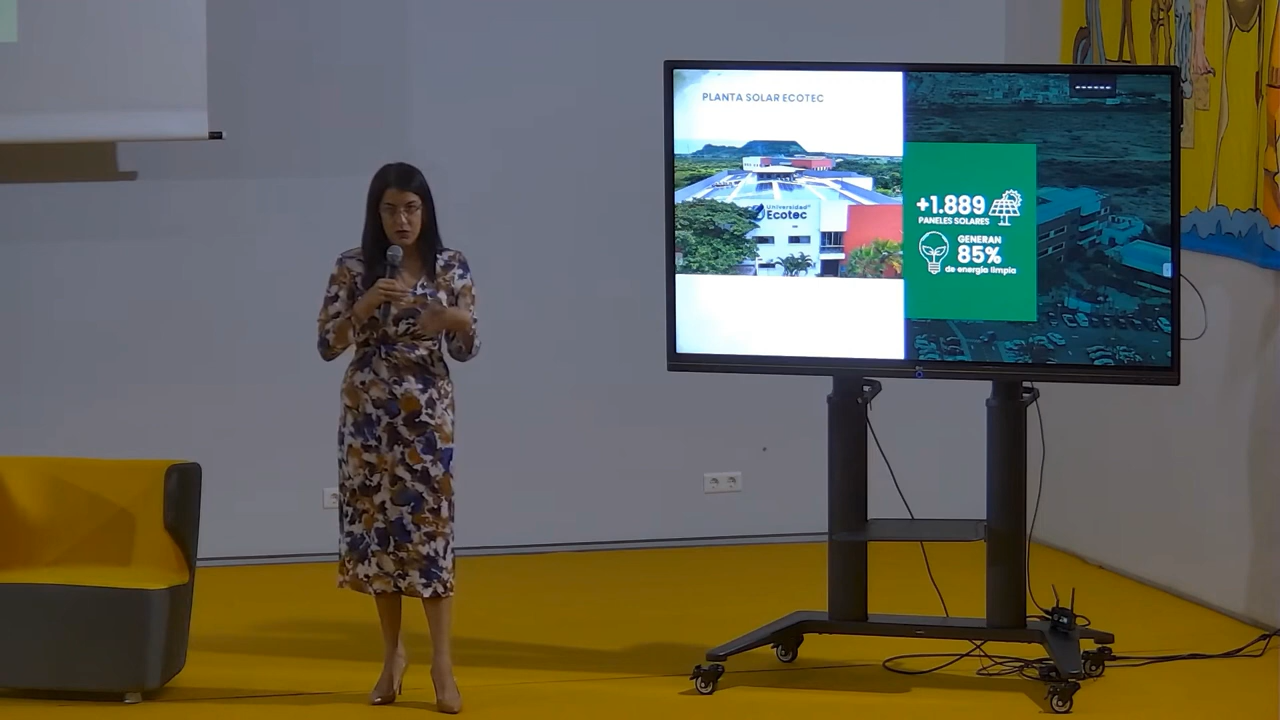 PLANTA SOLAR ECOTEC
Universidad
Ecotec
+1.889
PANELES SOLARES
GENERAN
85%
de energía limpia